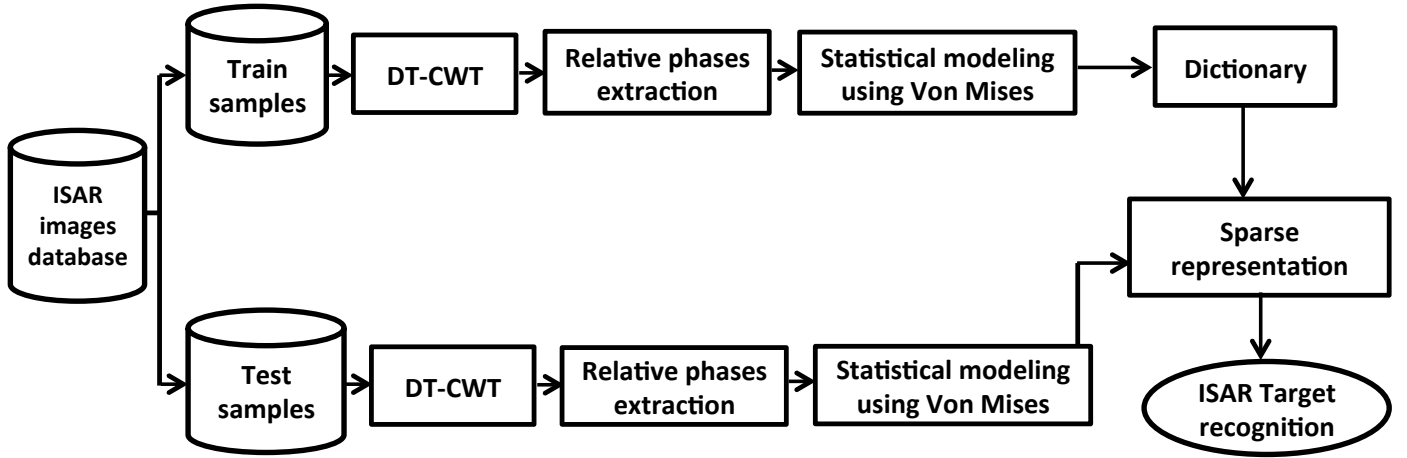 Train
samples
DT-CWT
Relative phases
extraction
Statistical modeling
using Von Mises
Dictionary
ISAR
images
database
Sparse
representation
Test
samples
DT-CWT
Relative phases
extraction
Statistical modeling
using Von Mises
ISAR Target
recognition